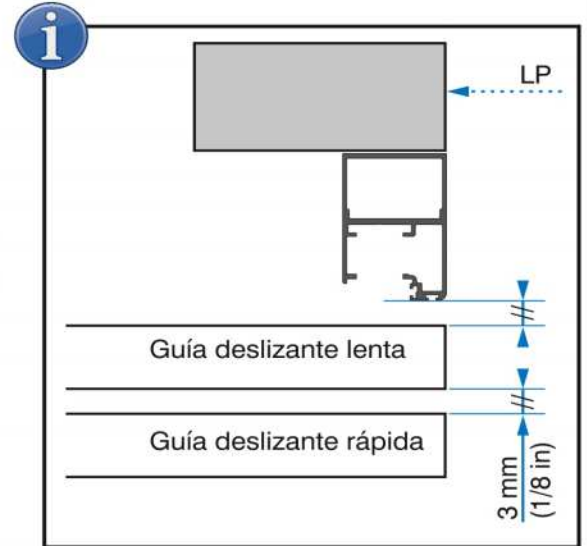 i
LP
Guía deslizante lenta
Guía deslizante rápida
3 mm
(1/8 in)